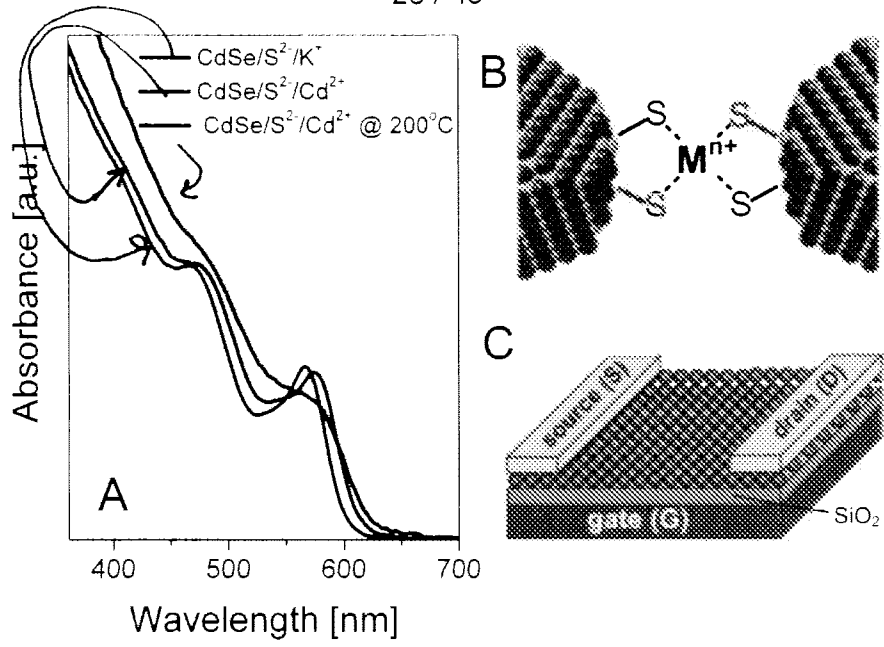 CdSe/S²⁻/K⁺
CdSe/S²⁻/Cd²⁺
CdSe/S²⁻/Cd²⁺ @ 200°C
Absorbance [a.u.]
A
400
500
600
700
Wavelength [nm]
B
S
S
Mⁿ⁺
S
S
C
source (S)
drain (D)
gate (G)
SiO₂